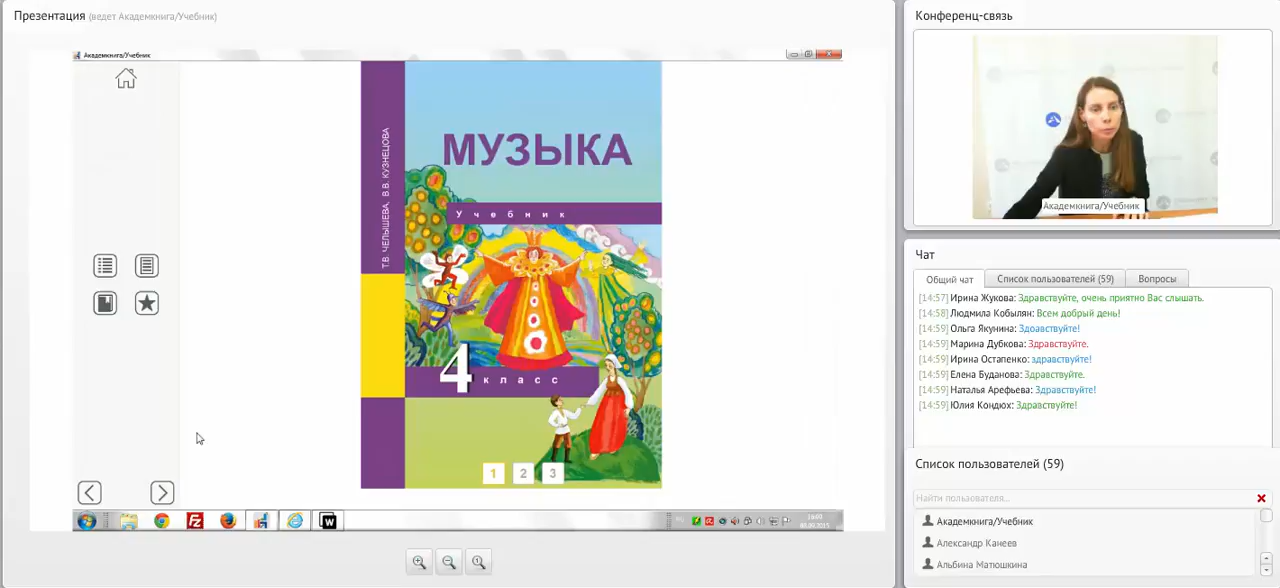 Презентация (ведет Академкнига/Учебник)
Академкнига/Учебник
Т.В. ЧЕЛЫШЕВА, В.В. КУЗНЕЦОВА
МУЗЫКА
Учебник
4 класс
1 2 3
W
Конференц-связь
Академкнига/Учебник
Чат
Общий чат
Список пользователей (59)
Вопросы
[14:57] Ирина Жукова: Здравствуйте, очень приятно Вас слышать.
[14:58] Людмила Кобылян: Всем добрый день!
[14:59] Ольга Якунина: Здоавствуйте!
[14:59] Марина Дубкова: Здравствуйте.
[14:59] Ирина Остапенко: здравствуйте!
[14:59] Елена Буданова: Здравствуйте.
[14:59] Наталья Арефьева: Здравствуйте!
[14:59] Юлия Кондюх: Здравствуйте!
Список пользователей (59)
Найти пользователя...
Академкнига/Учебник
Александр Канеев
Альбина Матюшкина